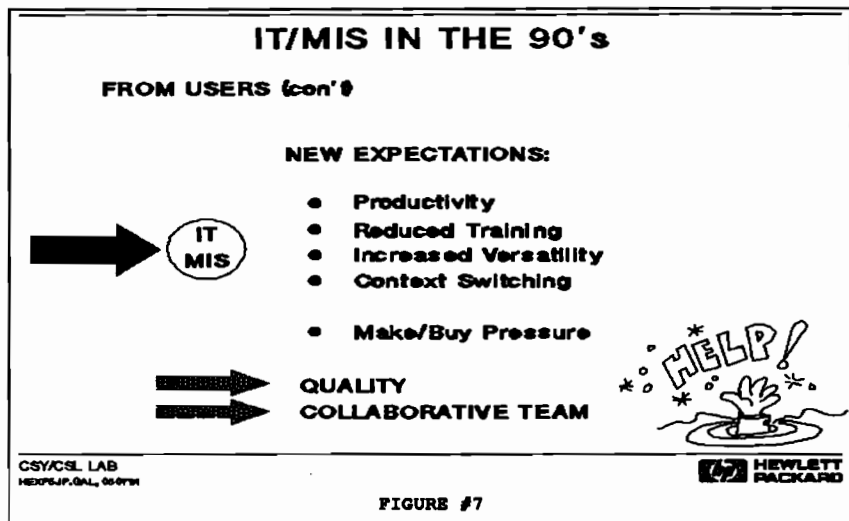 IT/MIS IN THE 90's
FROM USERS (con't)
NEW EXPECTATIONS:
• Productivity
• Reduced Training
• Increased Versatility
• Context Switching
IT
MIS
• Make/Buy Pressure
HELP!
QUALITY
COLLABORATIVE TEAM
CSY/CSL LAB
hp HEWLETT
PACKARD
FIGURE #7